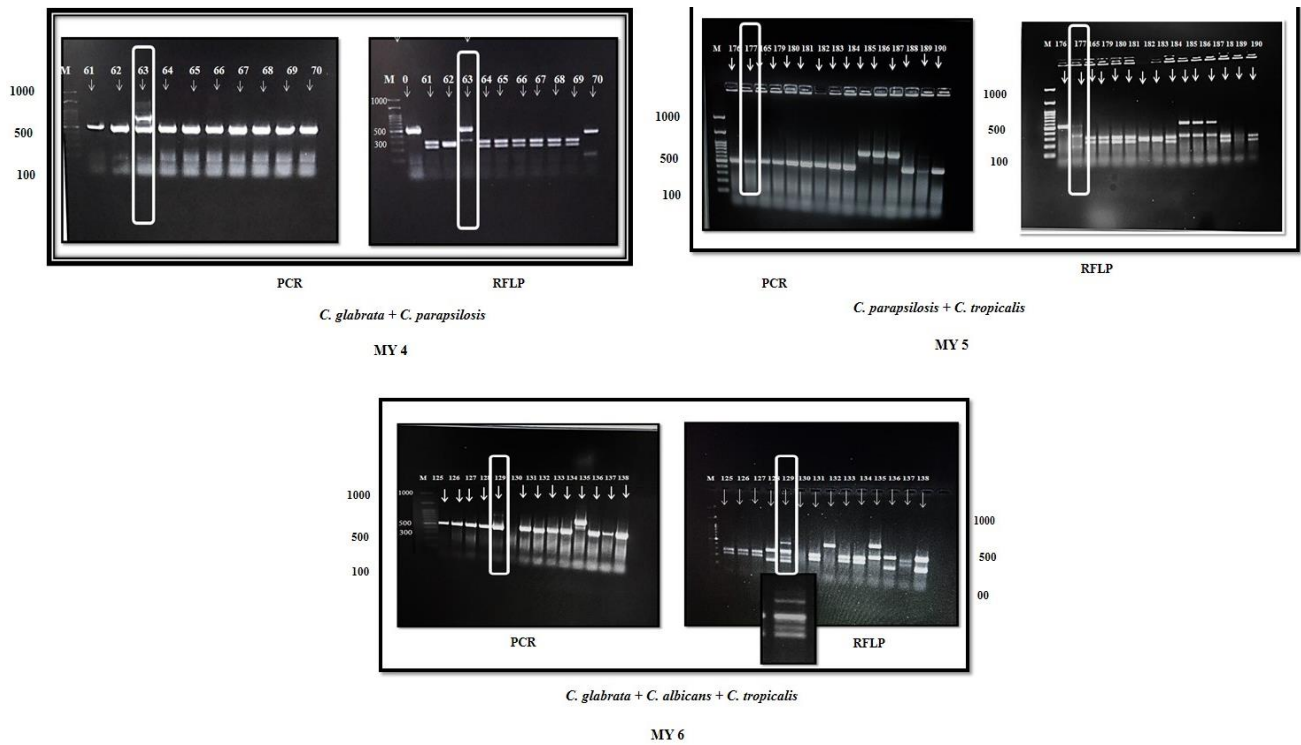 M 61 62 63 64 65 66 67 68 69 70
1000
500
100
M 0 61 62 63 64 65 66 67 68 69 70
1000
500
300
PCR
RFLP
C. glabrata + C. parapsilosis
MY 4
M 176 177 165 179 180 181 182 183 184 185 186 187 188 189 190
1000
500
100
M 176 177 165 179 180 181 182 183 184 185 186 187 18 189 190
1000
500
100
PCR
RFLP
C. parapsilosis + C. tropicalis
MY 5
M 125 126 127 128 129 130 131 132 133 134 135 136 137 138
1000
500
300
1000
500
100
M 125 126 127 129 130 131 132 133 134 135 136 137 138
1000
500
00
PCR
RFLP
C. glabrata + C. albicans + C. tropicalis
MY 6